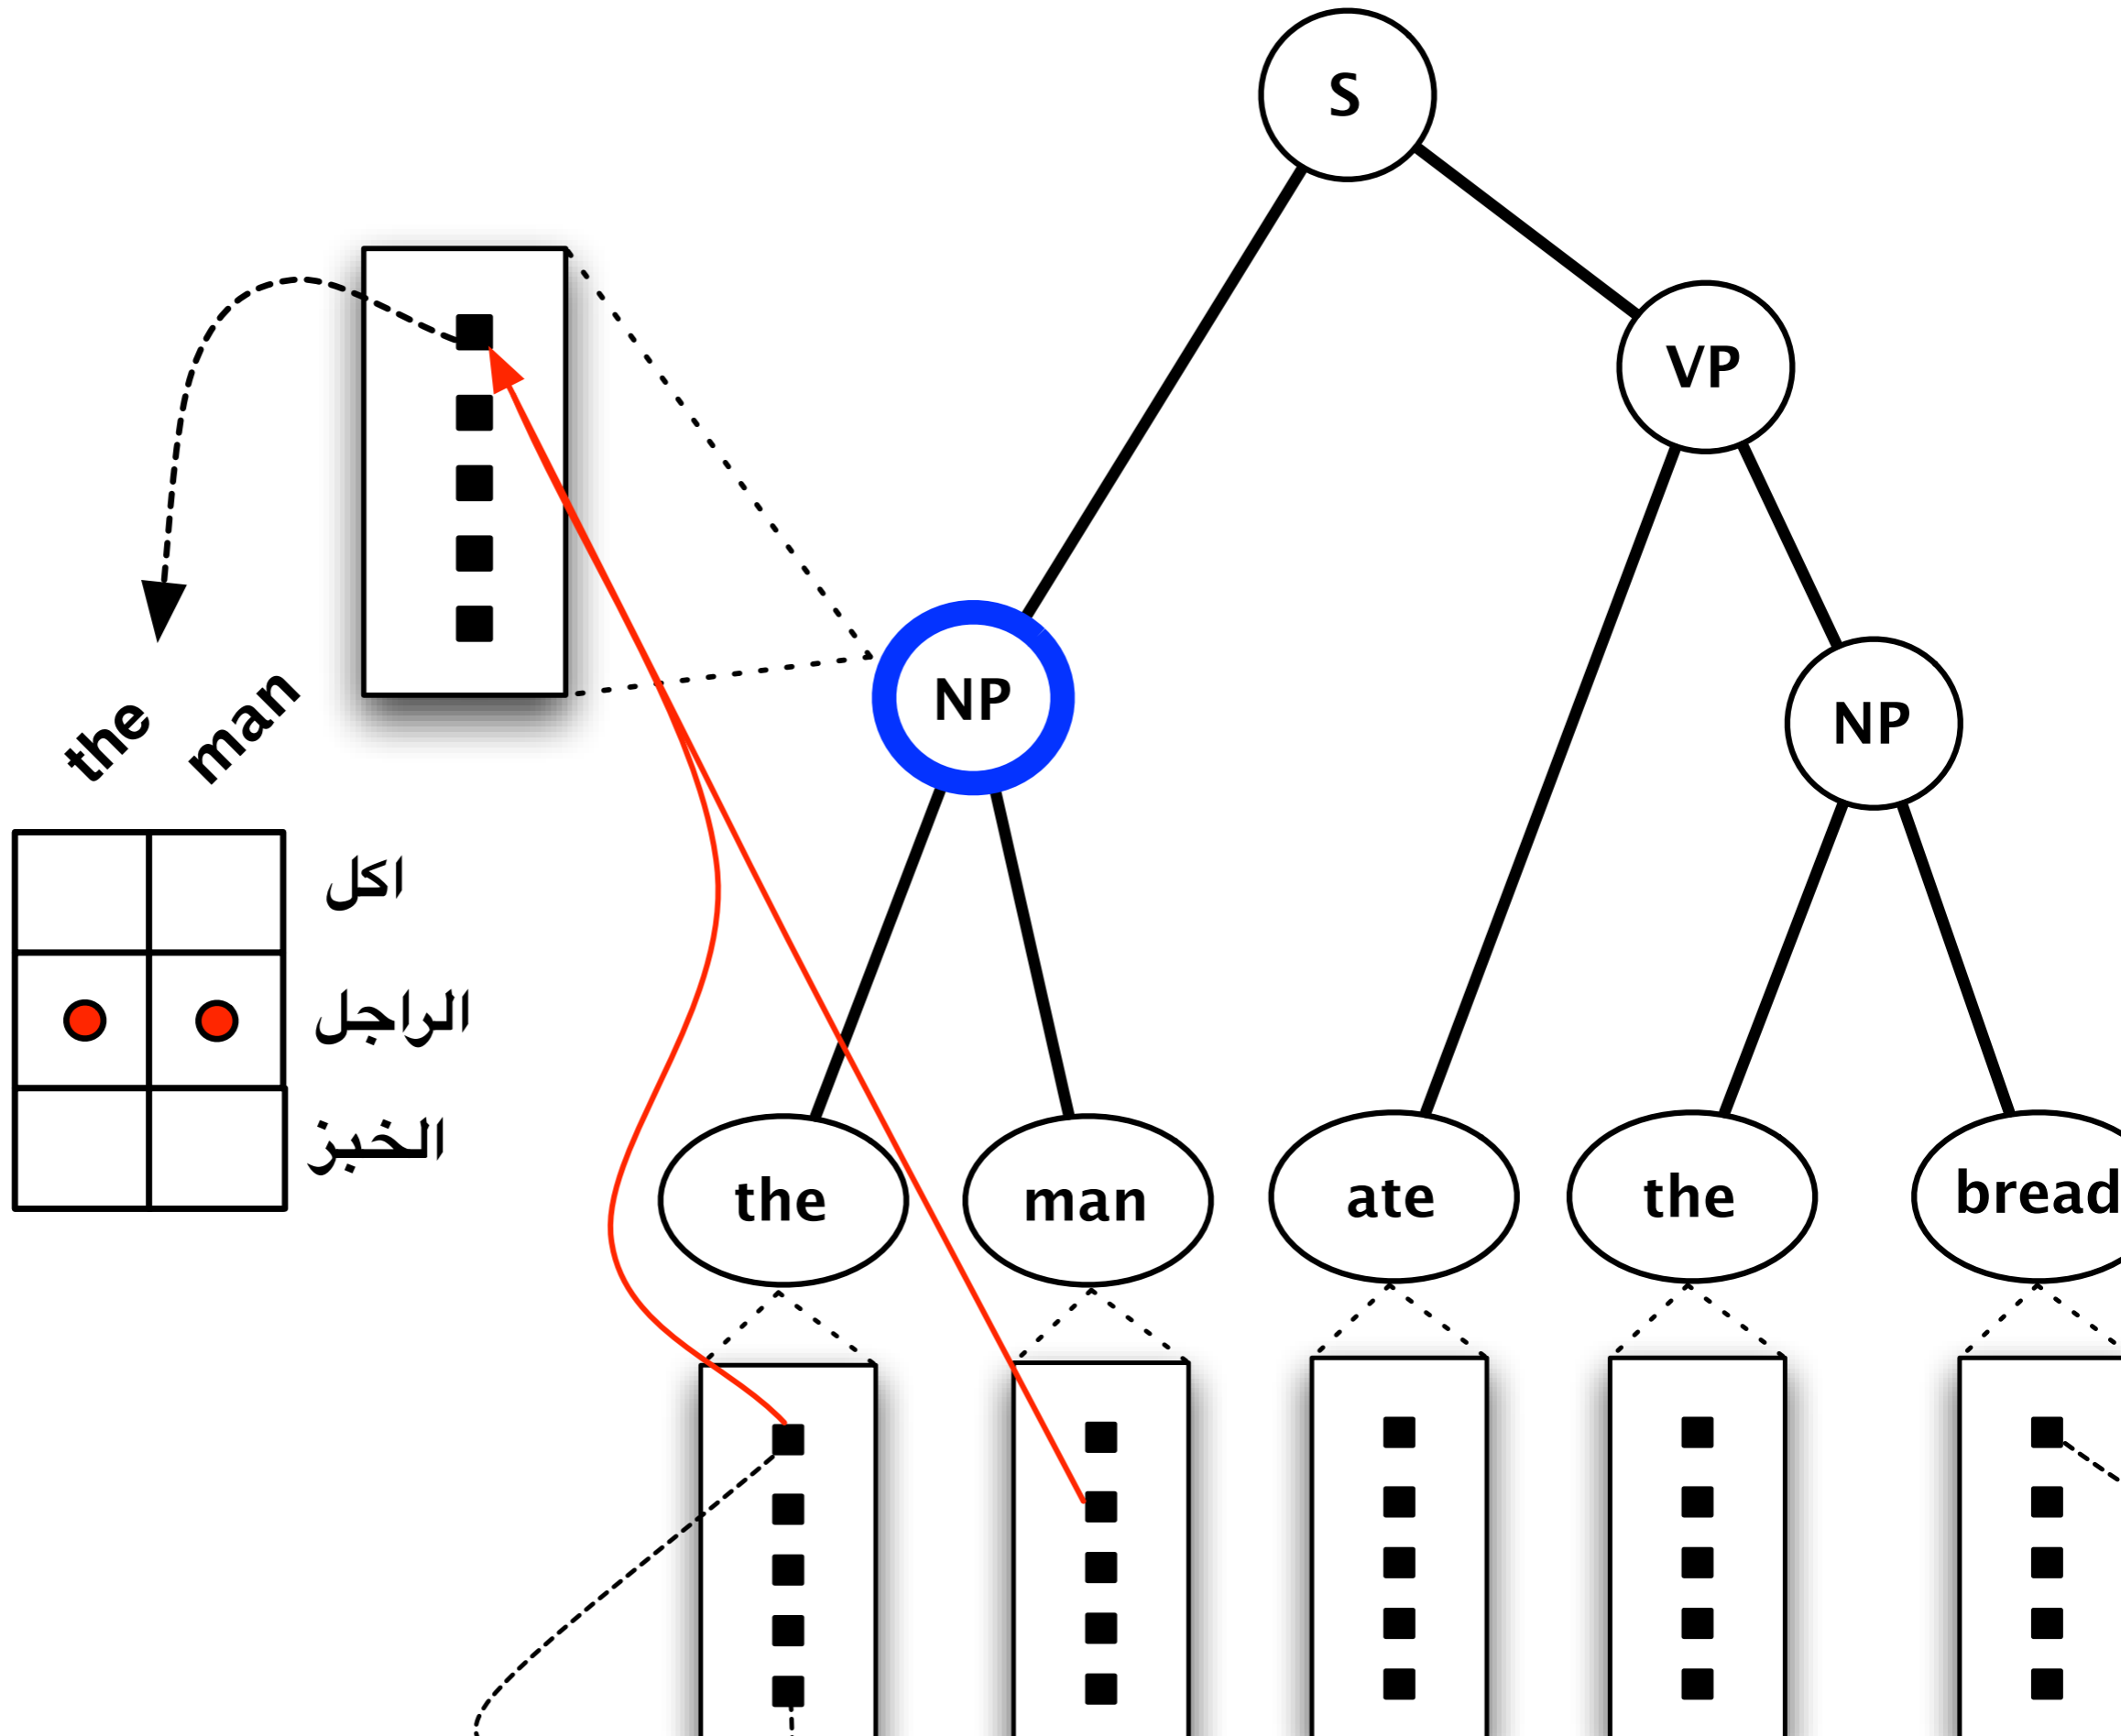 S
VP
NP
NP
the man
اكل
الراجل
الخبز
the man ate the bread